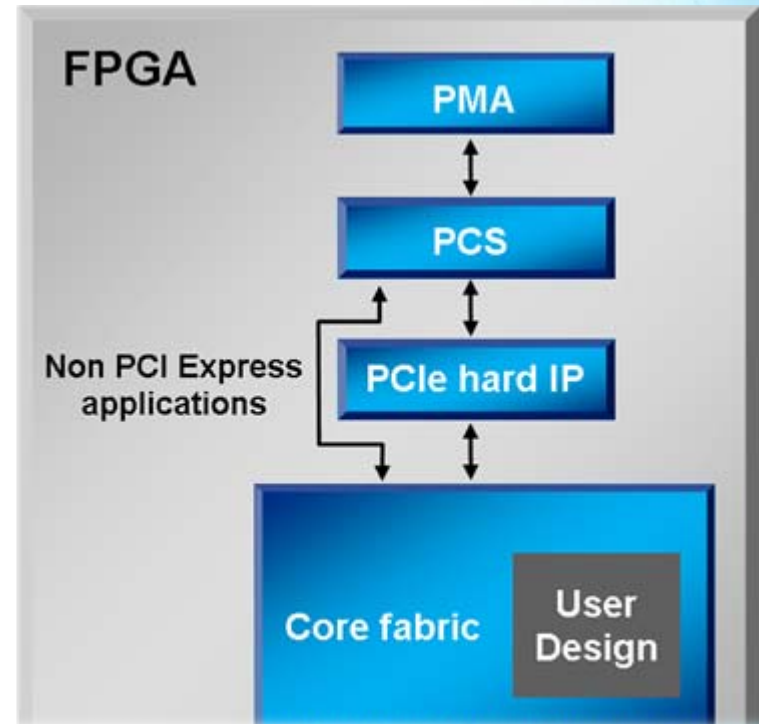 FPGA
PMA
PCS
Non PCI Express
applications
PCIe hard IP
Core fabric
User
Design